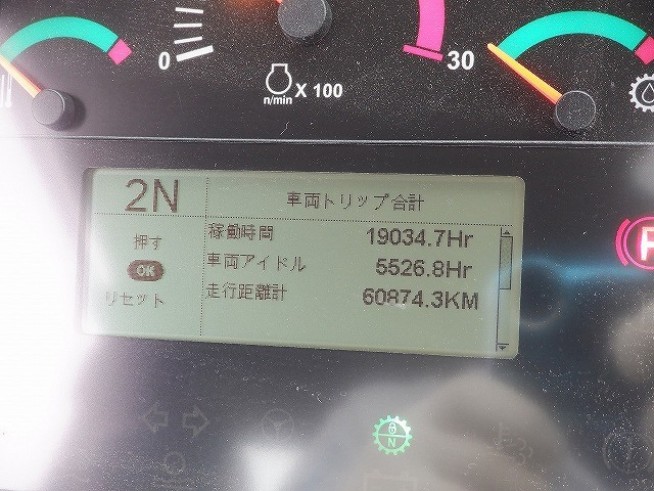 0
30
n/min X 100
2N
車両トリップ合計
稼働時間 19034.7Hr
車両アイドル 5526.8Hr
走行距離計 60874.3KM
押す
OK
リセット
P
N